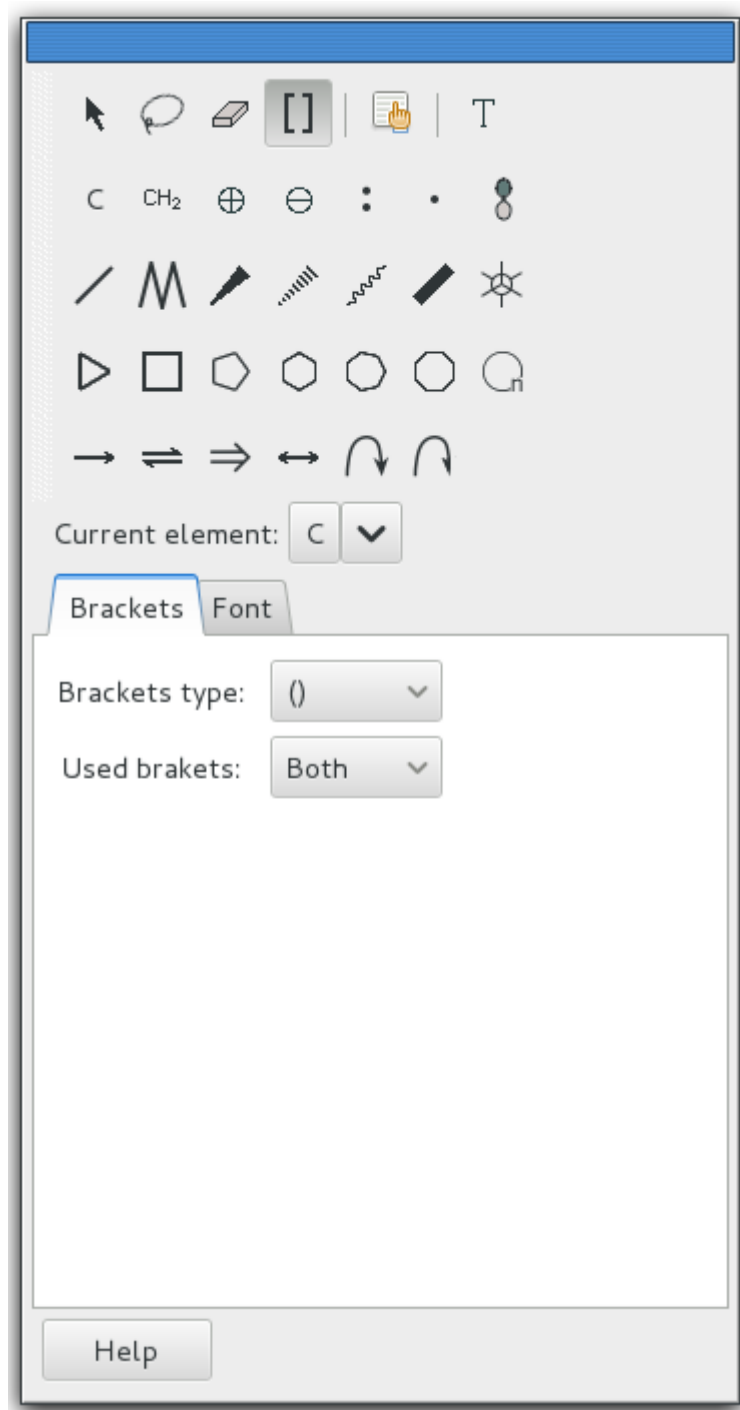 [ ] T
C CH₂ ⊕ ⊖ : ·
n
Current element: C
Brackets Font
Brackets type: ()
Used brakets: Both
Help